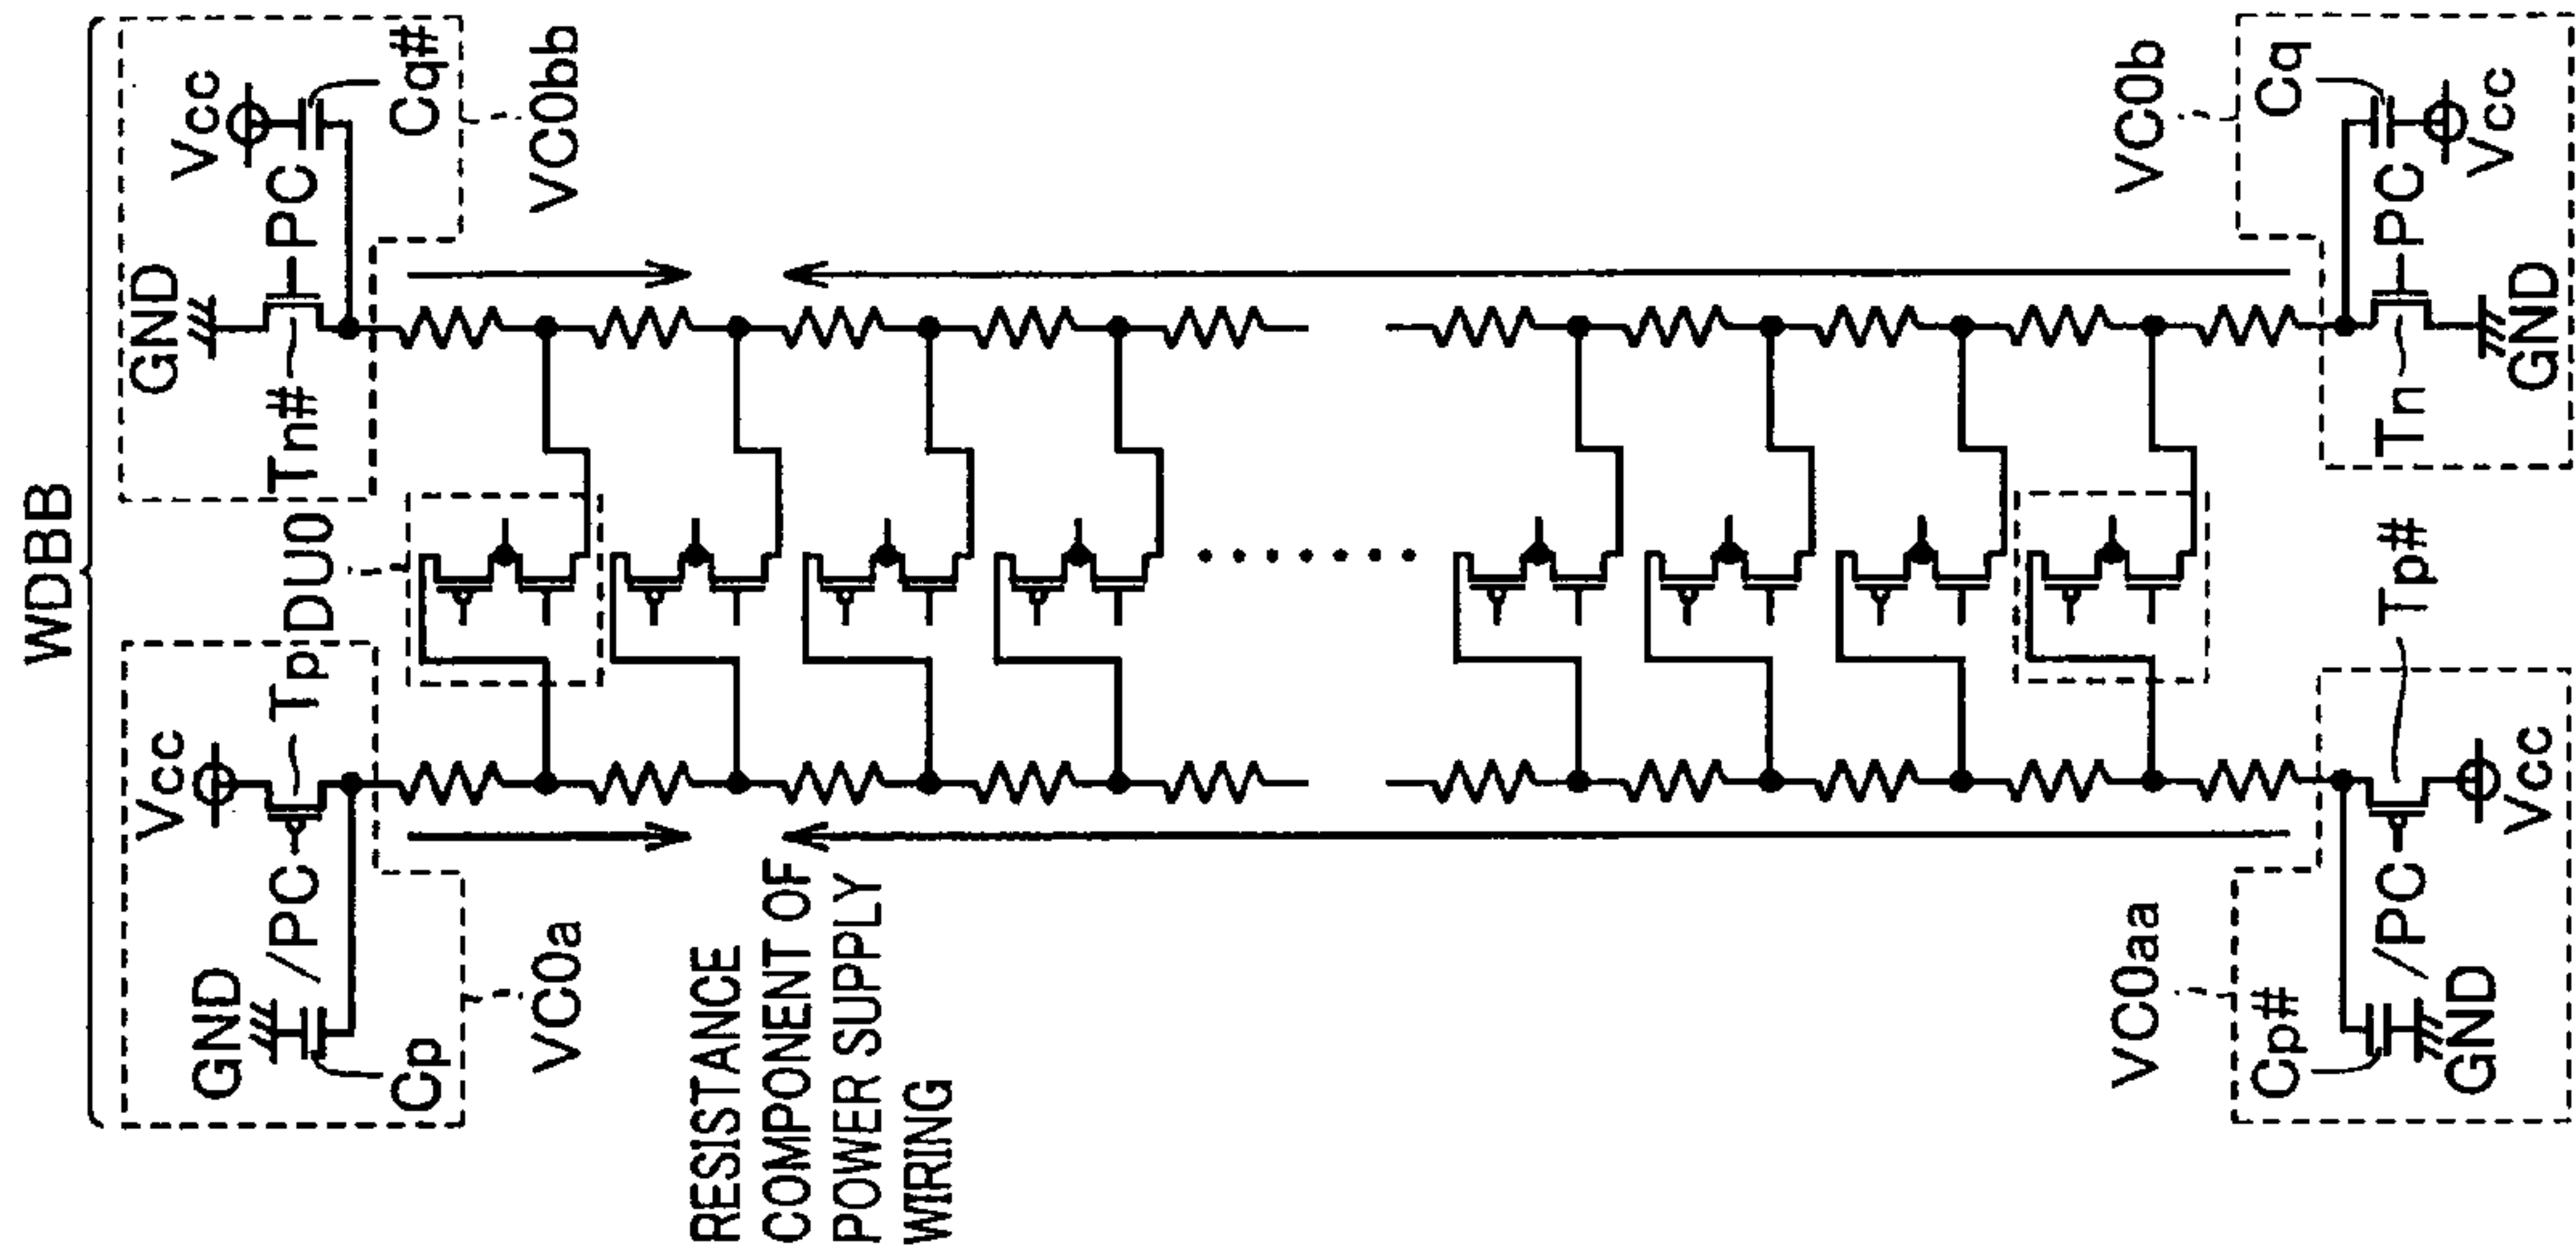 WDBB
GND
Vcc
PC
Tn#
Cq#
VC0bb
Vcc
Tp
DU0
GND
/PC
Cp
VC0a
RESISTANCE
COMPONENT OF
POWER SUPPLY
WIRING
VC0b
Cq
PC
Vcc
Tn
GND
Tp#
VC0aa
Cp#
/PC
Vcc
GND